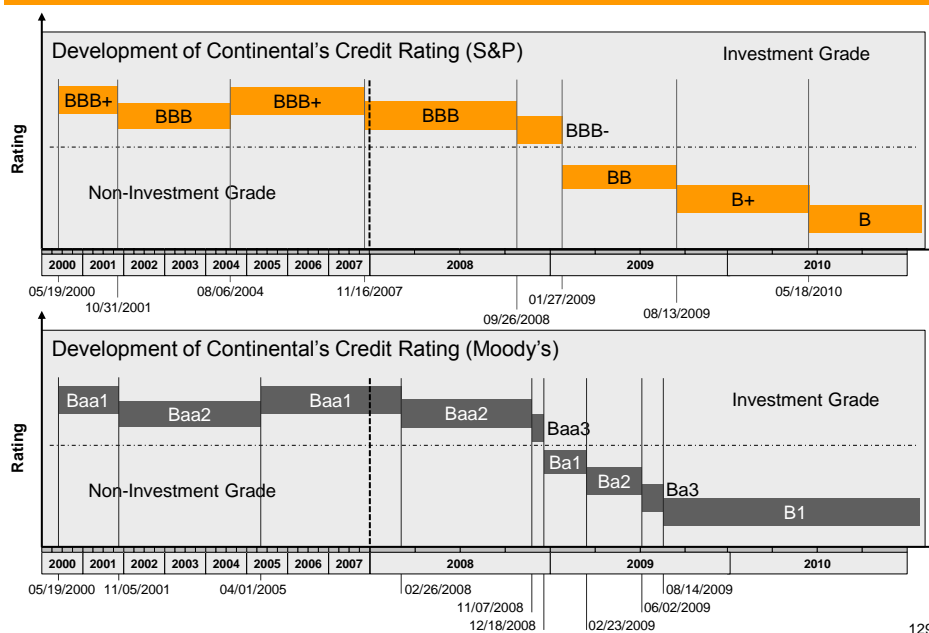 Development of Continental's Credit Rating (S&P)
Investment Grade
BBB+
BBB
BBB+
BBB
BBB-
Rating
BB
Non-Investment Grade
B+
B
2000 2001 2002 2003 2004 2005 2006 2007 2008 2009 2010
05/19/2000 08/06/2004 11/16/2007 01/27/2009 05/18/2010
10/31/2001 09/26/2008 08/13/2009
Development of Continental's Credit Rating (Moody's)
Investment Grade
Baa1
Baa2
Baa1
Baa2
Baa3
Rating
Ba1
Ba2
Ba3
Non-Investment Grade
B1
2000 2001 2002 2003 2004 2005 2006 2007 2008 2009 2010
05/19/2000 11/05/2001 04/01/2005 02/26/2008 08/14/2009
11/07/2008 06/02/2009
12/18/2008 02/23/2009
129